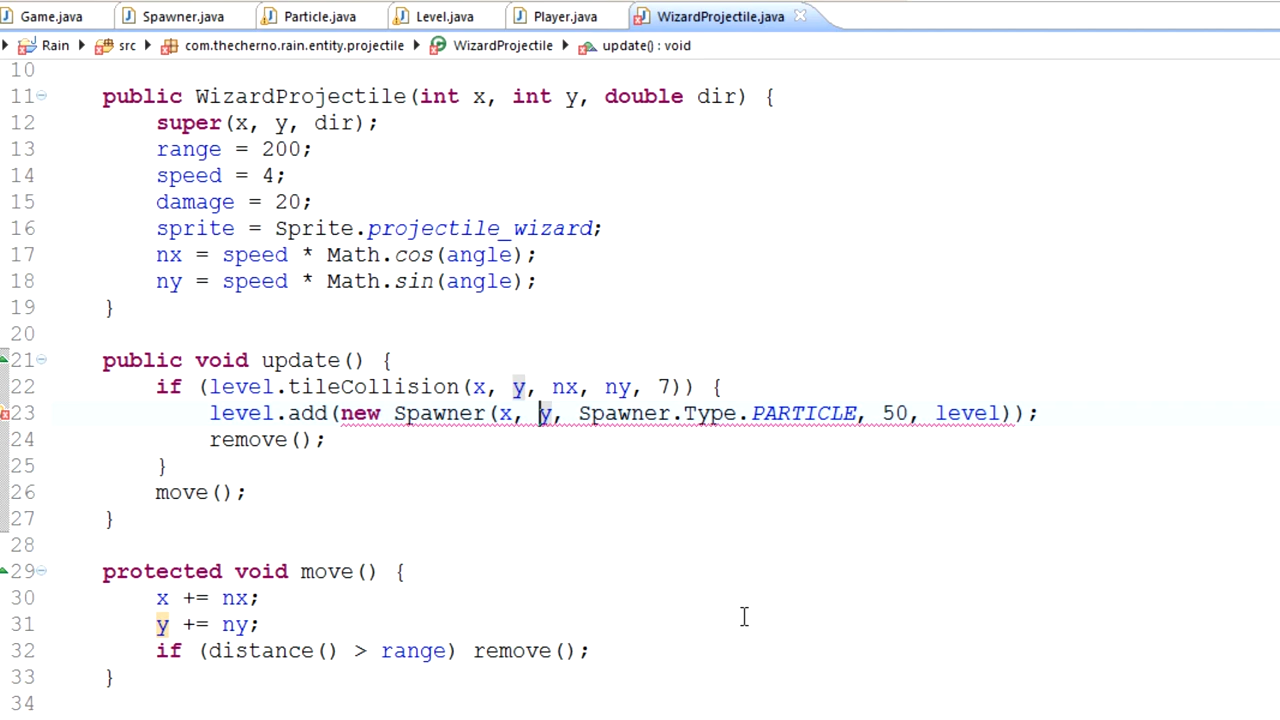 Game.java Spawner.java Particle.java Level.java Player.java WizardProjectile.java
Rain src com.thecherno.rain.entity.projectile WizardProjectile update() : void
10
11 public WizardProjectile(int x, int y, double dir) {
12 super(x, y, dir);
13 range = 200;
14 speed = 4;
15 damage = 20;
16 sprite = Sprite.projectile_wizard;
17 nx = speed * Math.cos(angle);
18 ny = speed * Math.sin(angle);
19 }
20
21 public void update() {
22 if (level.tileCollision(x, y, nx, ny, 7)) {
23 level.add(new Spawner(x, y, Spawner.Type.PARTICLE, 50, level));
24 remove();
25 }
26 move();
27 }
28
29 protected void move() {
30 x += nx;
31 y += ny;
32 if (distance() > range) remove();
33 }
34